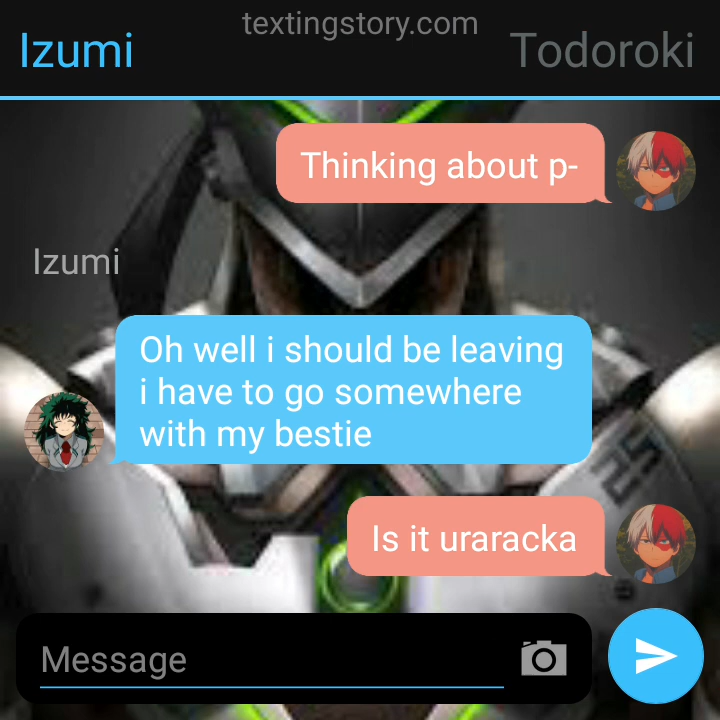 textingstory.com
Izumi
Todoroki
Thinking about p-
Izumi
Oh well i should be leaving
i have to go somewhere
with my bestie
Is it uraracka
Message